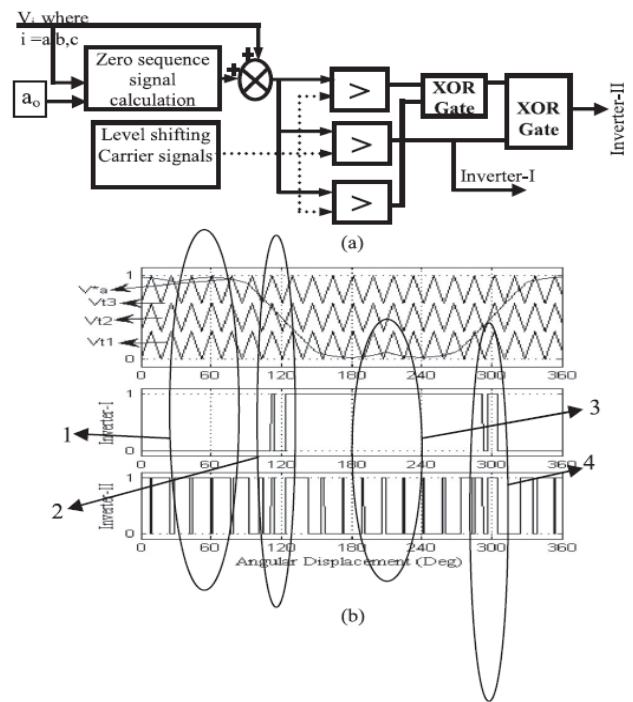 V_i where
i =a,b,c
Zero sequence
signal
calculation
a_o
Level shifting
Carrier signals
>
>
>
XOR
Gate
XOR
Gate
Inverter-I
Inverter-II
(a)
1
V*a
Vt3
Vt2
Vt1
0
0 60 120 180 240 300 360
1
Inverter-I
0
0 60 120 180 240 300 360
1
Inverter-II
0
0 60 120 180 240 300 360
Angular Displacement (Deg)
1
2
3
4
(b)